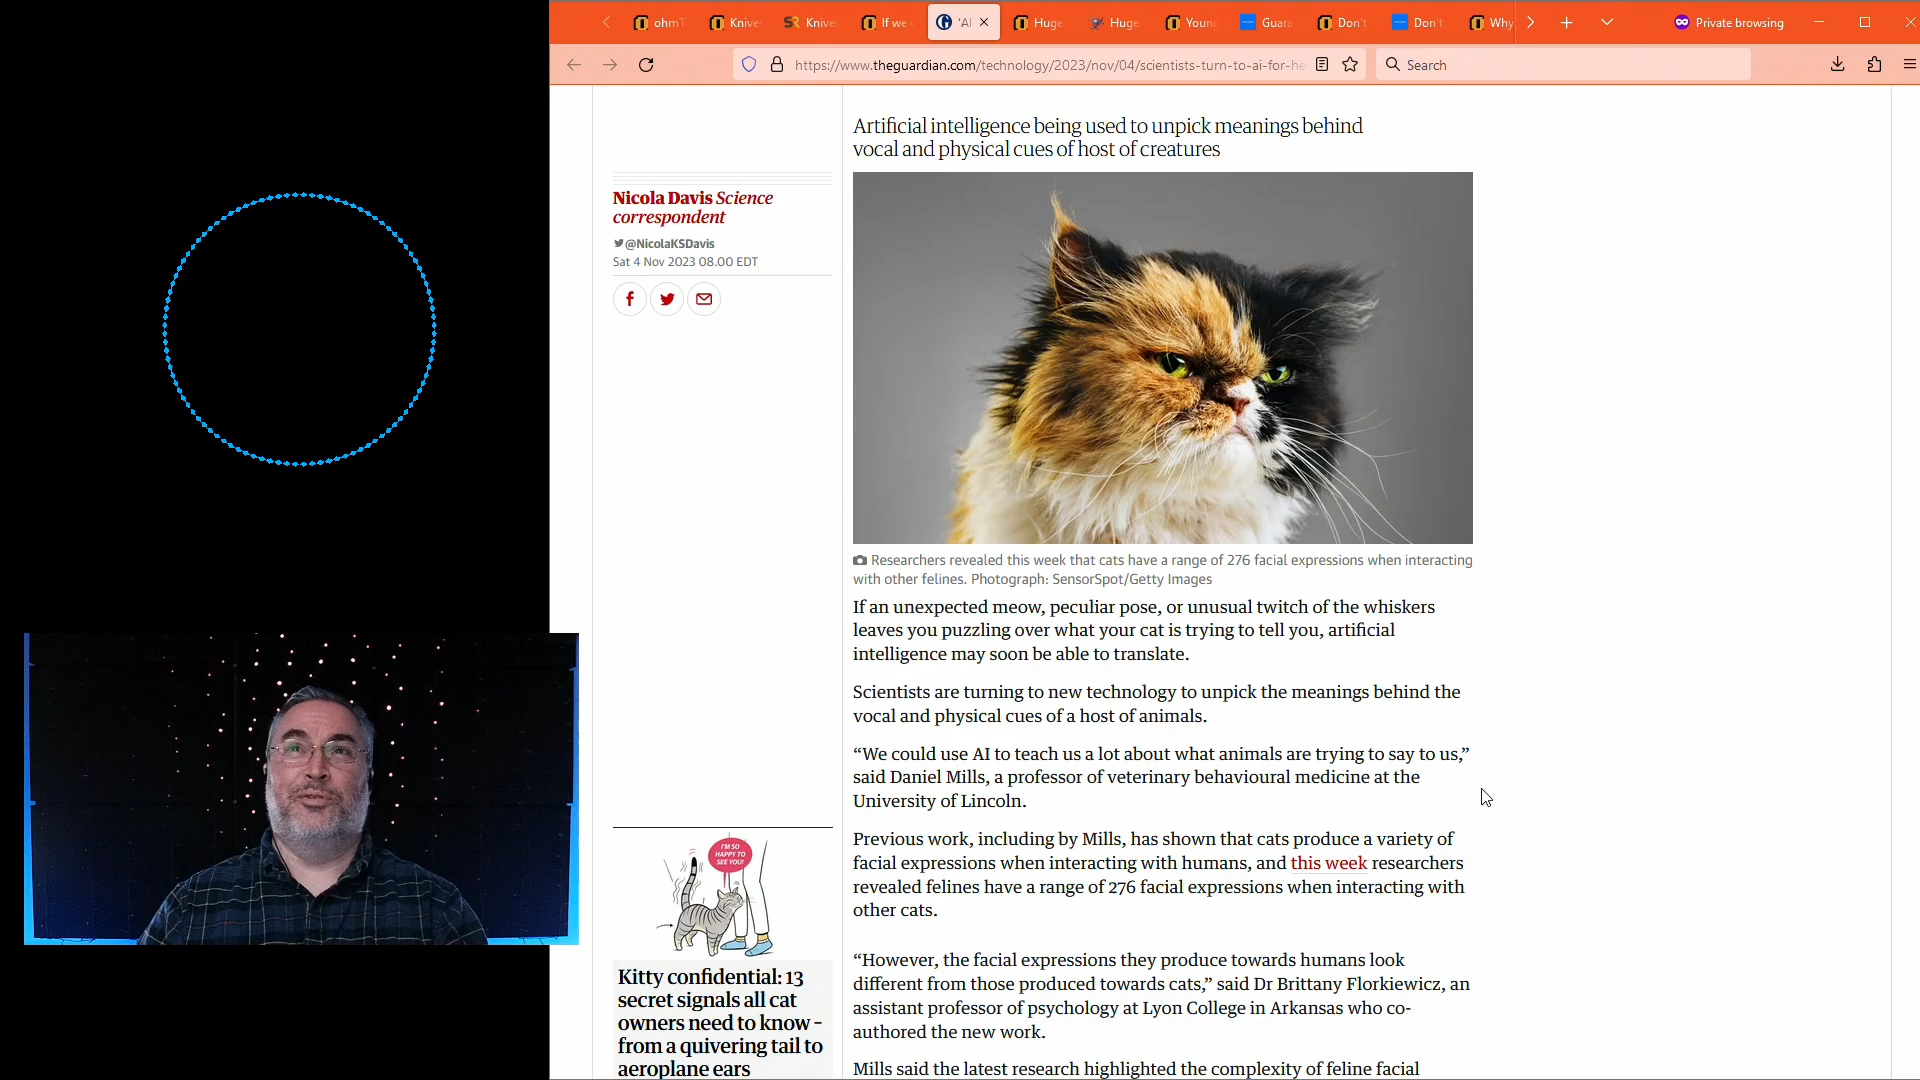 ohmT
Knive
Knive
If we c
'AI
Huge
Huge
Youn
Guara
Don't
Don't
Why
Private browsing
https://www.theguardian.com/technology/2023/nov/04/scientists-turn-to-ai-for-he
Search
Artificial intelligence being used to unpick meanings behind
vocal and physical cues of host of creatures
Nicola Davis Science
correspondent
@NicolaKSDavis
Sat 4 Nov 2023 08.00 EDT
Researchers revealed this week that cats have a range of 276 facial expressions when interacting
with other felines. Photograph: SensorSpot/Getty Images
If an unexpected meow, peculiar pose, or unusual twitch of the whiskers
leaves you puzzling over what your cat is trying to tell you, artificial
intelligence may soon be able to translate.
Scientists are turning to new technology to unpick the meanings behind the
vocal and physical cues of a host of animals.
“We could use AI to teach us a lot about what animals are trying to say to us,”
said Daniel Mills, a professor of veterinary behavioural medicine at the
University of Lincoln.
Previous work, including by Mills, has shown that cats produce a variety of
facial expressions when interacting with humans, and this week researchers
revealed felines have a range of 276 facial expressions when interacting with
other cats.
“However, the facial expressions they produce towards humans look
different from those produced towards cats,” said Dr Brittany Florkiewicz, an
assistant professor of psychology at Lyon College in Arkansas who co-
authored the new work.
Mills said the latest research highlighted the complexity of feline facial
I'M SO
HAPPY TO
SEE YOU!
Kitty confidential: 13
secret signals all cat
owners need to know –
from a quivering tail to
aeroplane ears